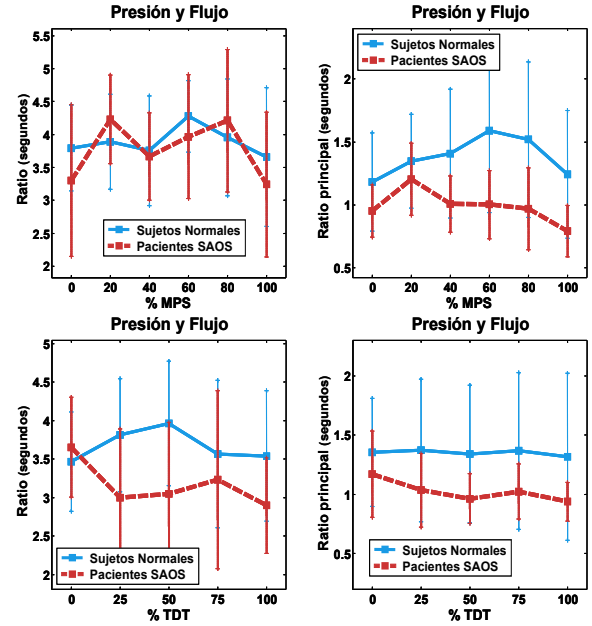 Presión y Flujo
5.5
5
4.5
4
3.5
3
2.5
2
Ratio (segundos)
Sujetos Normales
Pacientes SAOS
0 20 40 60 80 100
% MPS
Presión y Flujo
Sujetos Normales
Pacientes SAOS
2
1.5
1
0.5
Ratio principal (segundos)
0 20 40 60 80 100
% MPS
Presión y Flujo
5
4.5
4
3.5
3
2.5
2
Ratio (segundos)
Sujetos Normales
Pacientes SAOS
0 25 50 75 100
% TDT
Presión y Flujo
2
1.5
1
0.5
Ratio principal (segundos)
Sujetos Normales
Pacientes SAOS
0 25 50 75 100
% TDT